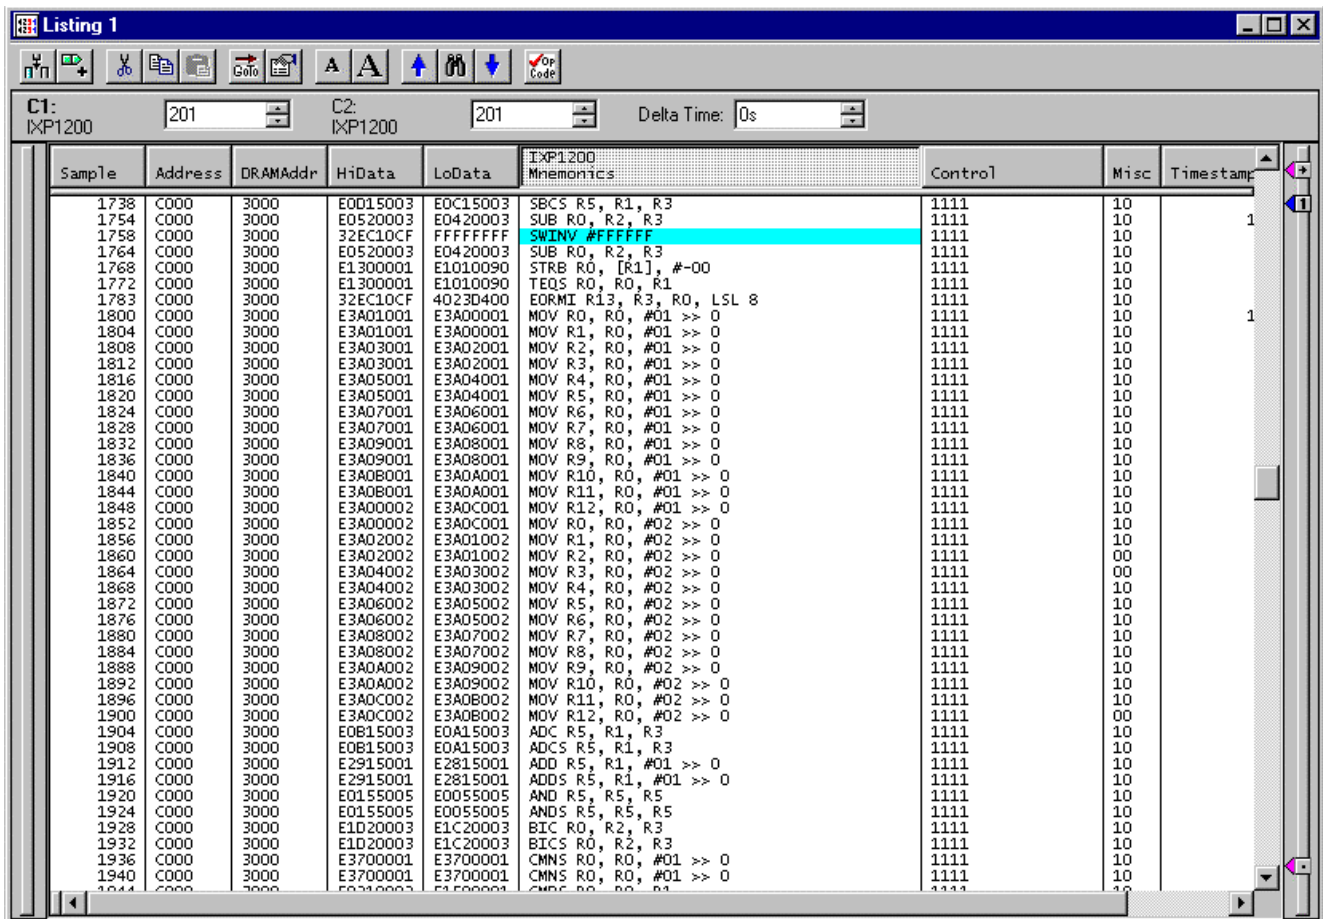 Listing 1
GoTo A A Op Code
C1: IXP1200 201 C2: IXP1200 201 Delta Time: 0s
Sample Address DRAMAddr HiData LoData IXP1200 Mnemonics Control Misc Timestamp
1738 C000 3000 E0D15003 E0C15003 SBCS R5, R1, R3 1111 10
1754 C000 3000 E0520003 E0420003 SUB R0, R2, R3 1111 10 1
1758 C000 3000 32EC10CF FFFFFFFF SWINV #FFFFFF 1111 10
1764 C000 3000 E0520003 E0420003 SUB R0, R2, R3 1111 10
1768 C000 3000 E1300001 E1010090 STRB R0, [R1], #-00 1111 10
1772 C000 3000 E1300001 E1010090 TEQS R0, R0, R1 1111 10
1783 C000 3000 32EC10CF 4023D400 EORMI R13, R3, R0, LSL 8 1111 10
1800 C000 3000 E3A01001 E3A00001 MOV R0, R0, #01 >> 0 1111 10 1
1804 C000 3000 E3A01001 E3A00001 MOV R1, R0, #01 >> 0 1111 10
1808 C000 3000 E3A03001 E3A02001 MOV R2, R0, #01 >> 0 1111 10
1812 C000 3000 E3A03001 E3A02001 MOV R3, R0, #01 >> 0 1111 10
1816 C000 3000 E3A05001 E3A04001 MOV R4, R0, #01 >> 0 1111 10
1820 C000 3000 E3A05001 E3A04001 MOV R5, R0, #01 >> 0 1111 10
1824 C000 3000 E3A07001 E3A06001 MOV R6, R0, #01 >> 0 1111 10
1828 C000 3000 E3A07001 E3A06001 MOV R7, R0, #01 >> 0 1111 10
1832 C000 3000 E3A09001 E3A08001 MOV R8, R0, #01 >> 0 1111 10
1836 C000 3000 E3A09001 E3A08001 MOV R9, R0, #01 >> 0 1111 10
1840 C000 3000 E3A0B001 E3A0A001 MOV R10, R0, #01 >> 0 1111 10
1844 C000 3000 E3A0B001 E3A0A001 MOV R11, R0, #01 >> 0 1111 10
1848 C000 3000 E3A00002 E3A0C001 MOV R12, R0, #01 >> 0 1111 10
1852 C000 3000 E3A00002 E3A0C001 MOV R0, R0, #02 >> 0 1111 10
1856 C000 3000 E3A02002 E3A01002 MOV R1, R0, #02 >> 0 1111 10
1860 C000 3000 E3A02002 E3A01002 MOV R2, R0, #02 >> 0 1111 00
1864 C000 3000 E3A04002 E3A03002 MOV R3, R0, #02 >> 0 1111 00
1868 C000 3000 E3A04002 E3A03002 MOV R4, R0, #02 >> 0 1111 10
1872 C000 3000 E3A06002 E3A05002 MOV R5, R0, #02 >> 0 1111 10
1876 C000 3000 E3A06002 E3A05002 MOV R6, R0, #02 >> 0 1111 10
1880 C000 3000 E3A08002 E3A07002 MOV R7, R0, #02 >> 0 1111 10
1884 C000 3000 E3A08002 E3A07002 MOV R8, R0, #02 >> 0 1111 10
1888 C000 3000 E3A0A002 E3A09002 MOV R9, R0, #02 >> 0 1111 10
1892 C000 3000 E3A0A002 E3A09002 MOV R10, R0, #02 >> 0 1111 10
1896 C000 3000 E3A0C002 E3A0B002 MOV R11, R0, #02 >> 0 1111 10
1900 C000 3000 E3A0C002 E3A0B002 MOV R12, R0, #02 >> 0 1111 00
1904 C000 3000 E0B15003 E0A15003 ADC R5, R1, R3 1111 10
1908 C000 3000 E0B15003 E0A15003 ADCS R5, R1, R3 1111 10
1912 C000 3000 E2915001 E2815001 ADD R5, R1, #01 >> 0 1111 10
1916 C000 3000 E2915001 E2815001 ADDS R5, R1, #01 >> 0 1111 10
1920 C000 3000 E0155005 E0055005 AND R5, R5, R5 1111 10
1924 C000 3000 E0155005 E0055005 ANDS R5, R5, R5 1111 10
1928 C000 3000 E1D20003 E1C20003 BIC R0, R2, R3 1111 10
1932 C000 3000 E1D20003 E1C20003 BICS R0, R2, R3 1111 10
1936 C000 3000 E3700001 E3700001 CMNS R0, R0, #01 >> 0 1111 10
1940 C000 3000 E3700001 E3700001 CMNS R0, R0, #01 >> 0 1111 10